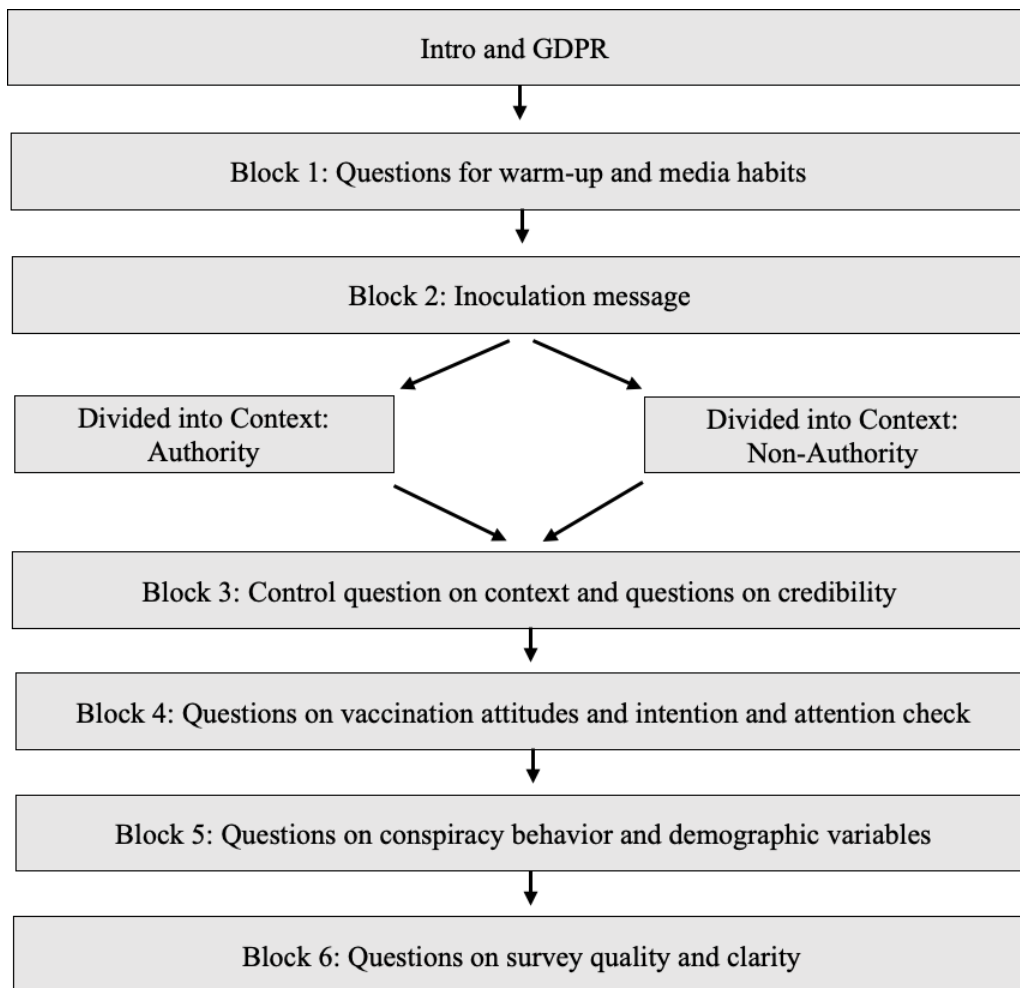 Intro and GDPR
Block 1: Questions for warm-up and media habits
Block 2: Inoculation message
Divided into Context:
Authority
Divided into Context:
Non-Authority
Block 3: Control question on context and questions on credibility
Block 4: Questions on vaccination attitudes and intention and attention check
Block 5: Questions on conspiracy behavior and demographic variables
Block 6: Questions on survey quality and clarity